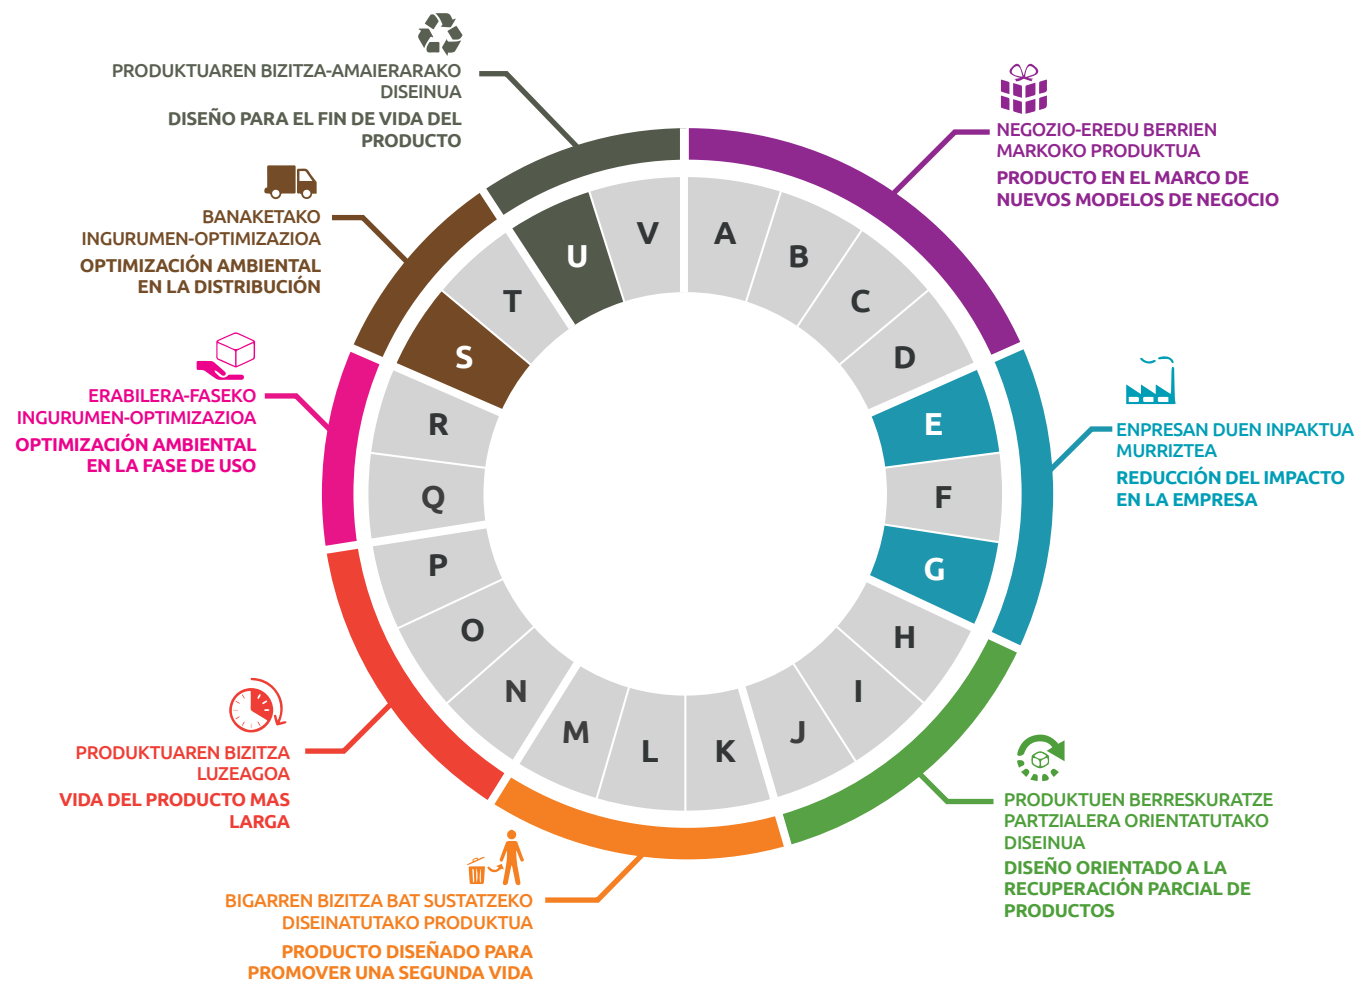 PRODUKTUAREN BIZITZA-AMAIERARAKO
DISEINUA
DISEÑO PARA EL FIN DE VIDA DEL
PRODUCTO
NEGOZIO-EREDU BERRIEN
MARKOKO PRODUKTUA
PRODUCTO EN EL MARCO DE
NUEVOS MODELOS DE NEGOCIO
BANAKETAKO
INGURUMEN-OPTIMIZAZIOA
OPTIMIZACIÓN AMBIENTAL
EN LA DISTRIBUCIÓN
ERABILERA-FASEKO
INGURUMEN-OPTIMIZAZIOA
OPTIMIZACIÓN AMBIENTAL
EN LA FASE DE USO
ENPRESAN DUEN INPAKTUA
MURRIZTEA
REDUCCIÓN DEL IMPACTO
EN LA EMPRESA
A
B
C
D
E
F
G
H
I
J
K
L
M
N
O
P
Q
R
S
T
U
V
PRODUKTUAREN BIZITZA
LUZEAGOA
VIDA DEL PRODUCTO MAS
LARGA
PRODUKTUEN BERRESKURATZE
PARTZIALERA ORIENTATUTAKO
DISEINUA
DISEÑO ORIENTADO A LA
RECUPERACIÓN PARCIAL DE
PRODUCTOS
BIGARREN BIZITZA BAT SUSTATZEKO
DISEINATUTAKO PRODUKTUA
PRODUCTO DISEÑADO PARA
PROMOVER UNA SEGUNDA VIDA